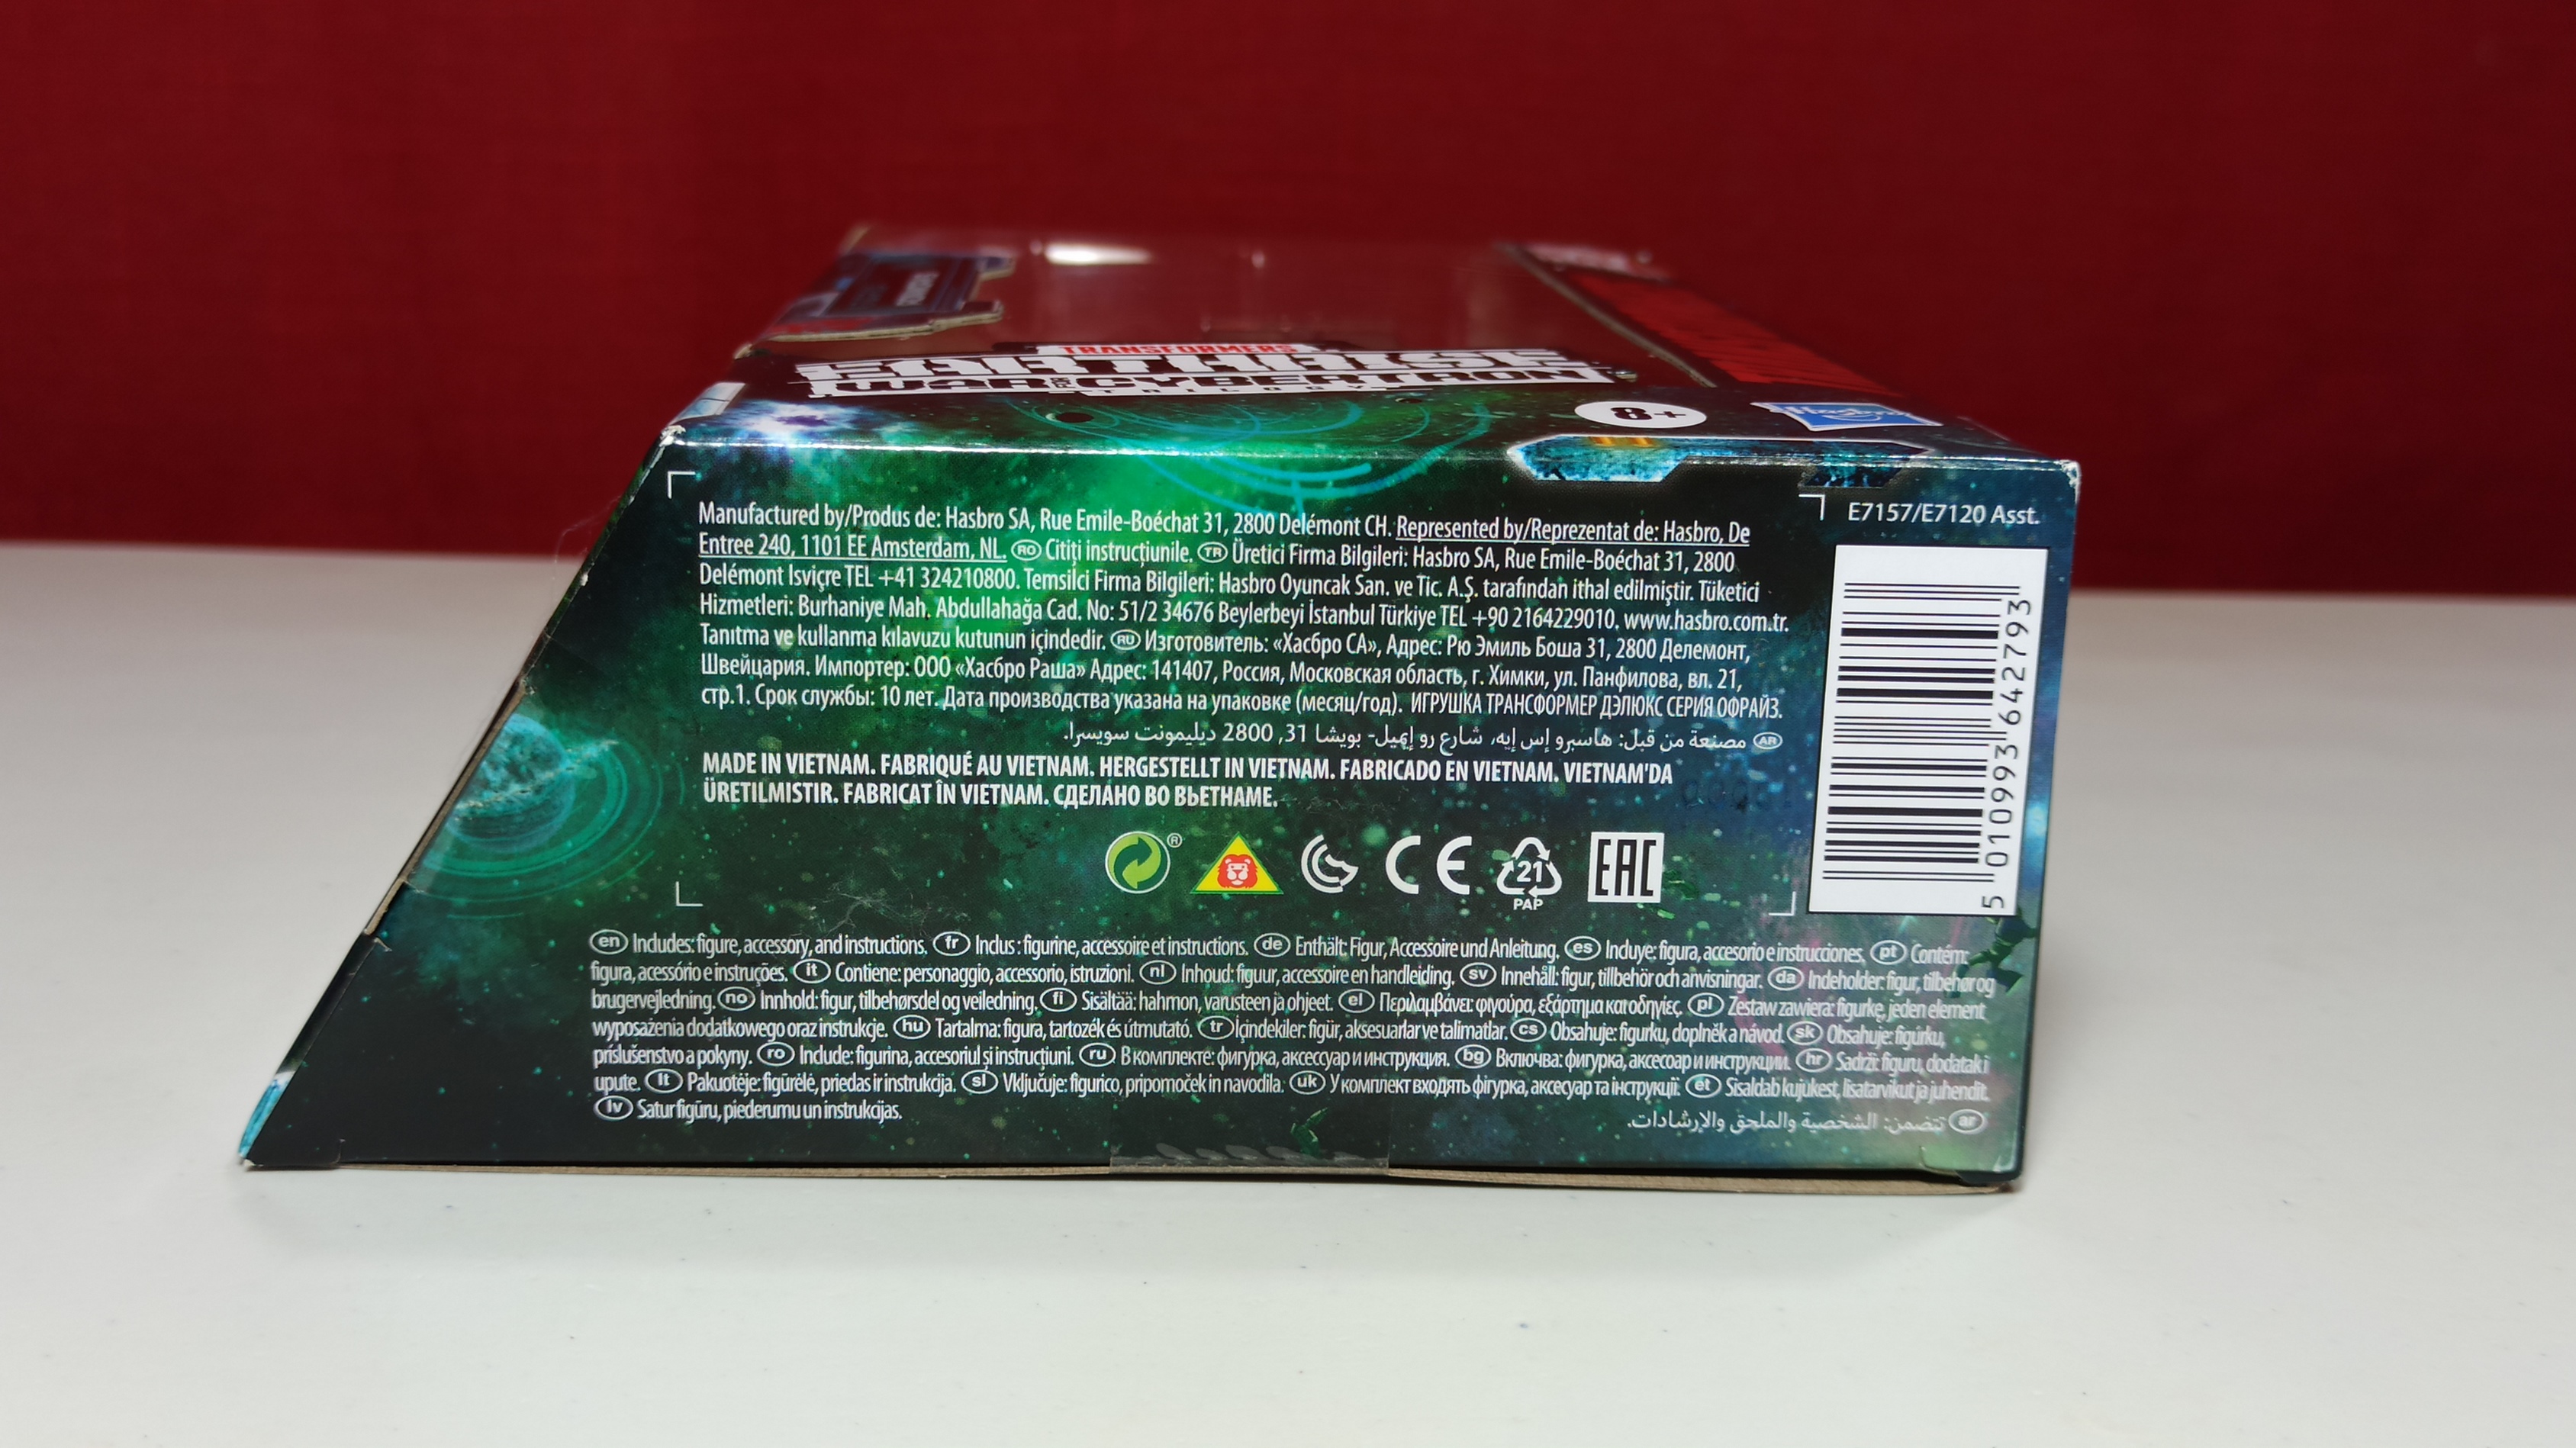 TRANSFORMERS
EARTHRISE
WAR FOR CYBERTRON
TRILOGY
8+
Hasbro
Manufactured by/Produs de: Hasbro SA, Rue Emile-Boéchat 31, 2800 Delémont CH. Represented by/Reprezentat de: Hasbro, De
Entree 240, 1101 EE Amsterdam, NL. RO Citiți instrucțiunile. TR Üretici Firma Bilgileri: Hasbro SA, Rue Emile-Boéchat 31, 2800
Delémont Isviçre TEL +41 324210800. Temsilci Firma Bilgileri: Hasbro Oyuncak San. ve Tic. A.Ş. tarafından ithal edilmiştir. Tüketici
Hizmetleri: Burhaniye Mah. Abdullahağa Cad. No: 51/2 34676 Beylerbeyi İstanbul Türkiye TEL +90 2164229010. www.hasbro.com.tr.
Tanıtma ve kullanma kılavuzu kutunun içindedir. RU Изготовитель: «Хасбро СА», Адрес: Рю Эмиль Боша 31, 2800 Делемонт,
Швейцария. Импортер: ООО «Хасбро Раша» Адрес: 141407, Россия, Московская область, г. Химки, ул. Панфилова, вл. 21,
стр.1. Срок службы: 10 лет. Дата производства указана на упаковке (месяц/год). ИГРУШКА ТРАНСФОРМЕР ДЭЛЮКС СЕРИЯ ОФРАЙЗ.
AR مصنعة من قبل: هاسبرو إس إيه، شارع رو إميل- بويشا 31, 2800 ديليمونت سويسرا.
MADE IN VIETNAM. FABRIQUÉ AU VIETNAM. HERGESTELLT IN VIETNAM. FABRICADO EN VIETNAM. VIETNAM'DA
ÜRETILMISTIR. FABRICAT ÎN VIETNAM. СДЕЛАНО ВО ВЬЕТНАМЕ.
® CE 21 PAP EAC
E7157/E7120 Asst.
5 010993 642793
en Includes: figure, accessory, and instructions. fr Inclus : figurine, accessoire et instructions. de Enthält: Figur, Accessoire und Anleitung. es Incluye: figura, accesorio e instrucciones. pt Contém:
figura, acessório e instruções. it Contiene: personaggio, accessorio, istruzioni. nl Inhoud: figuur, accessoire en handleiding. sv Innehåll: figur, tillbehör och anvisningar. da Indeholder: figur, tilbehør og
brugervejledning. no Innhold: figur, tilbehørsdel og veiledning. fi Sisältää: hahmon, varusteen ja ohjeet. el Περιλαμβάνει: φιγούρα, εξάρτημα και οδηγίες. pl Zestaw zawiera: figurkę, jeden element
wyposażenia dodatkowego oraz instrukcje. hu Tartalma: figura, tartozék és útmutató. tr İçindekiler: figür, aksesuarlar ve talimatlar. cs Obsahuje: figurku, doplněk a návod. sk Obsahuje: figúrku,
príslušenstvo a pokyny. ro Include: figurina, accesoriul și instrucțiuni. ru В комплекте: фигурка, аксессуар и инструкция. bg Включва: фигурка, аксесоар и инструкции. hr Sadrži: figuru, dodatak i
upute. lt Pakuotėje: figūrėlė, priedas ir instrukcija. sl Vključuje: figurico, pripomoček in navodila. uk У комплект входять фігурка, аксесуар та інструкції. et Sisaldab kujukest, lisatarvikut ja juhendit.
lv Satur figūru, piederumu un instrukcijas.
ar تتضمن: الشخصية والملحق والإرشادات.